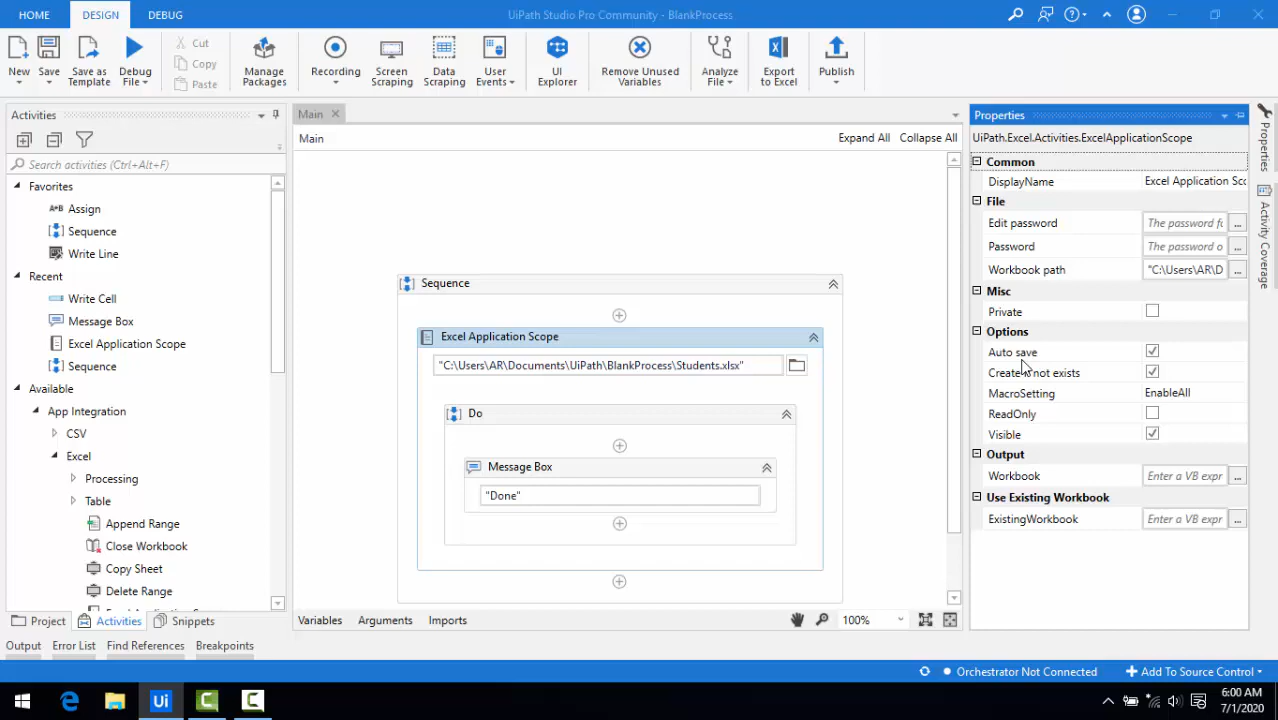 HOME DESIGN DEBUG UiPath Studio Pro Community - BlankProcess
New Save Save as Template Debug File Cut Copy Paste Manage Packages Recording Screen Scraping Data Scraping User Events UI Explorer Remove Unused Variables Analyze File Export to Excel Publish
Activities
Search activities (Ctrl+Alt+F)
Favorites
Assign
Sequence
Write Line
Recent
Write Cell
Message Box
Excel Application Scope
Sequence
Available
App Integration
CSV
Excel
Processing
Table
Append Range
Close Workbook
Copy Sheet
Delete Range
Project Activities Snippets
Main
Main Expand All Collapse All
Sequence
Excel Application Scope
"C:\Users\AR\Documents\UiPath\BlankProcess\Students.xlsx"
Do
Message Box
"Done"
Variables Arguments Imports 100%
Properties
UiPath.Excel.Activities.ExcelApplicationScope
Common
DisplayName Excel Application Sco
File
Edit password The password fo ...
Password The password o ...
Workbook path "C:\Users\AR\D ...
Misc
Private
Options
Auto save
Create not exists
MacroSetting EnableAll
ReadOnly
Visible
Output
Workbook Enter a VB expr ...
Use Existing Workbook
ExistingWorkbook Enter a VB expr ...
Properties
Activity Coverage
Output Error List Find References Breakpoints
Orchestrator Not Connected Add To Source Control
Ui 6:00 AM
7/1/2020